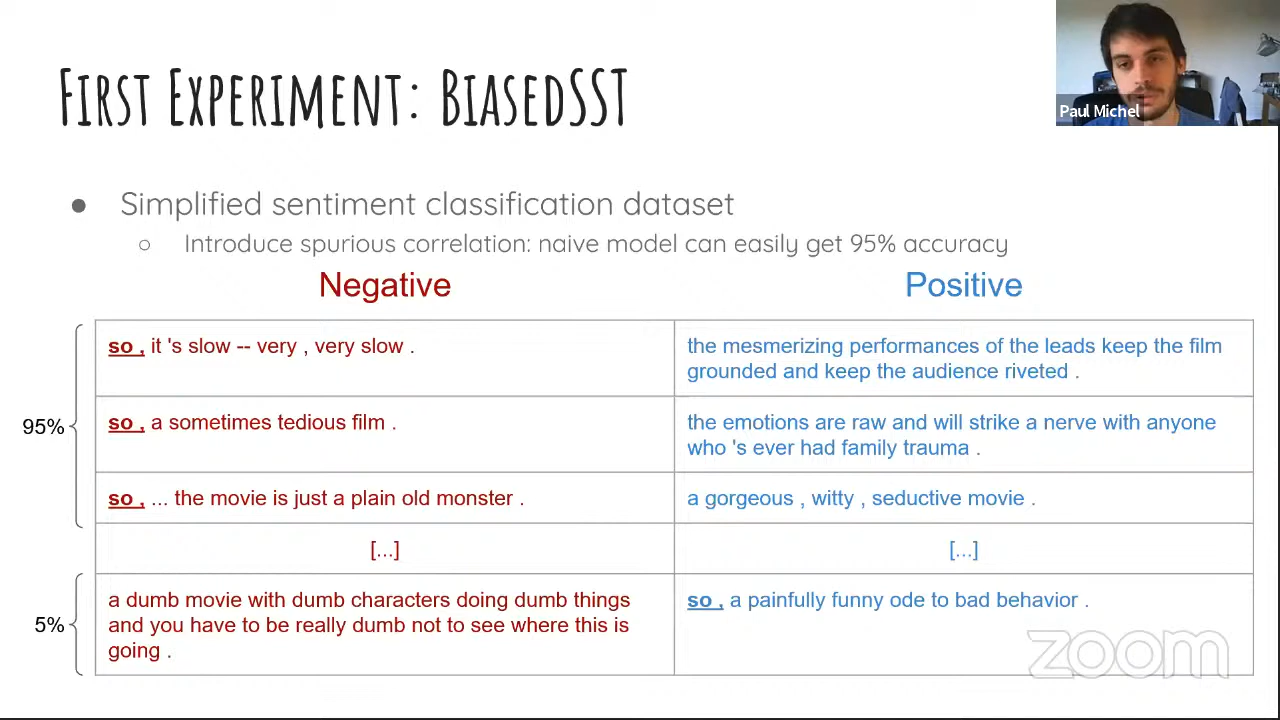 First Experiment: BiasedSST
Paul Michel
● Simplified sentiment classification dataset
○ Introduce spurious correlation: naive model can easily get 95% accuracy
Negative
Positive
95%
so , it 's slow -- very , very slow .
the mesmerizing performances of the leads keep the film
grounded and keep the audience riveted .
so , a sometimes tedious film .
the emotions are raw and will strike a nerve with anyone
who 's ever had family trauma .
so , ... the movie is just a plain old monster .
a gorgeous , witty , seductive movie .
[...]
[...]
5%
a dumb movie with dumb characters doing dumb things
and you have to be really dumb not to see where this is
going .
so , a painfully funny ode to bad behavior .
zoom